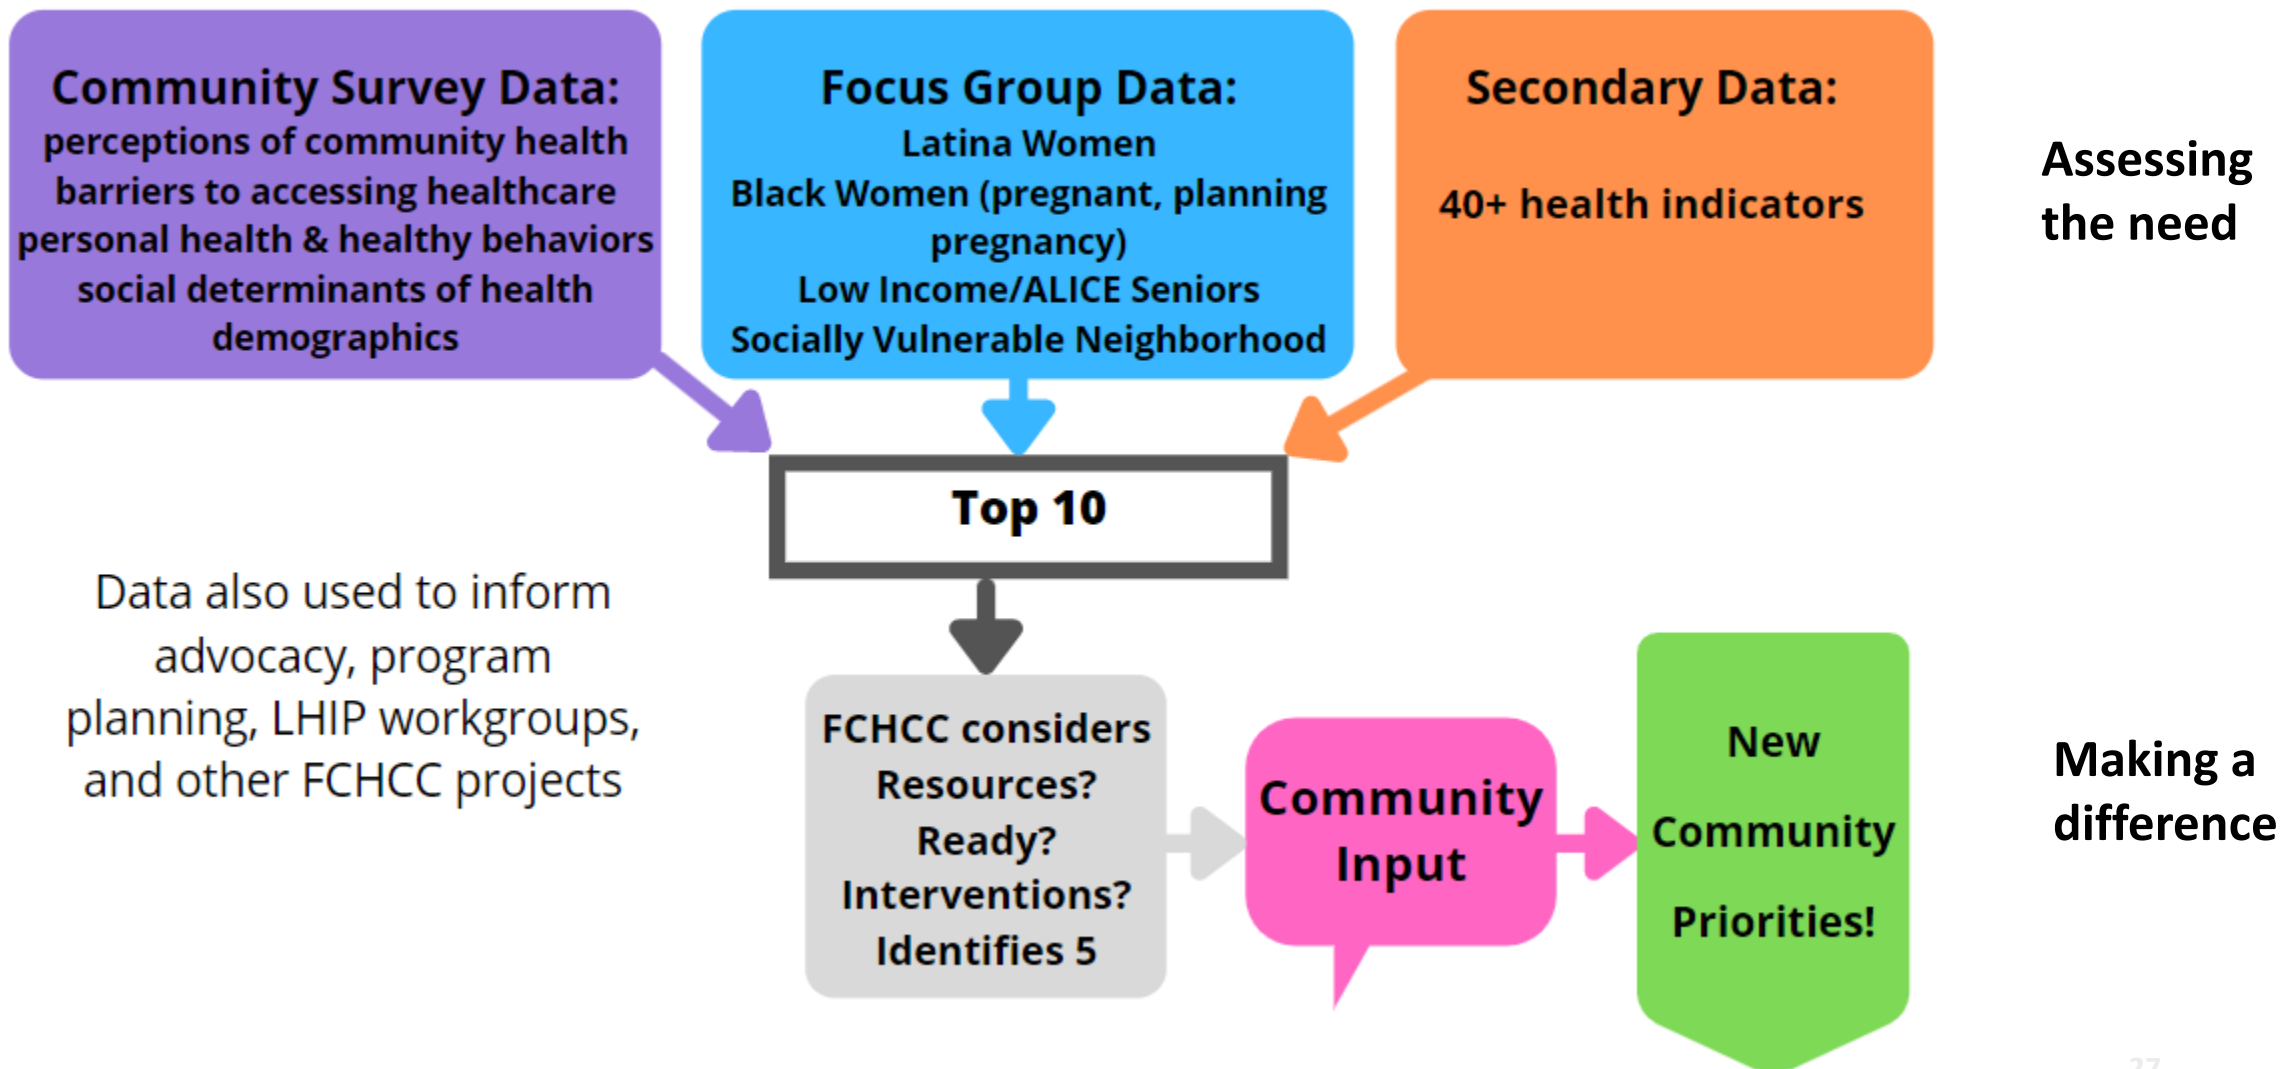 Community Survey Data:
perceptions of community health
barriers to accessing healthcare
personal health & healthy behaviors
social determinants of health
demographics
Focus Group Data:
Latina Women
Black Women (pregnant, planning
pregnancy)
Low Income/ALICE Seniors
Socially Vulnerable Neighborhood
Secondary Data:
40+ health indicators
Assessing
the need
Top 10
Data also used to inform
advocacy, program
planning, LHIP workgroups,
and other FCHCC projects
FCHCC considers
Resources?
Ready?
Interventions?
Identifies 5
Community
Input
New
Community
Priorities!
Making a
difference
27